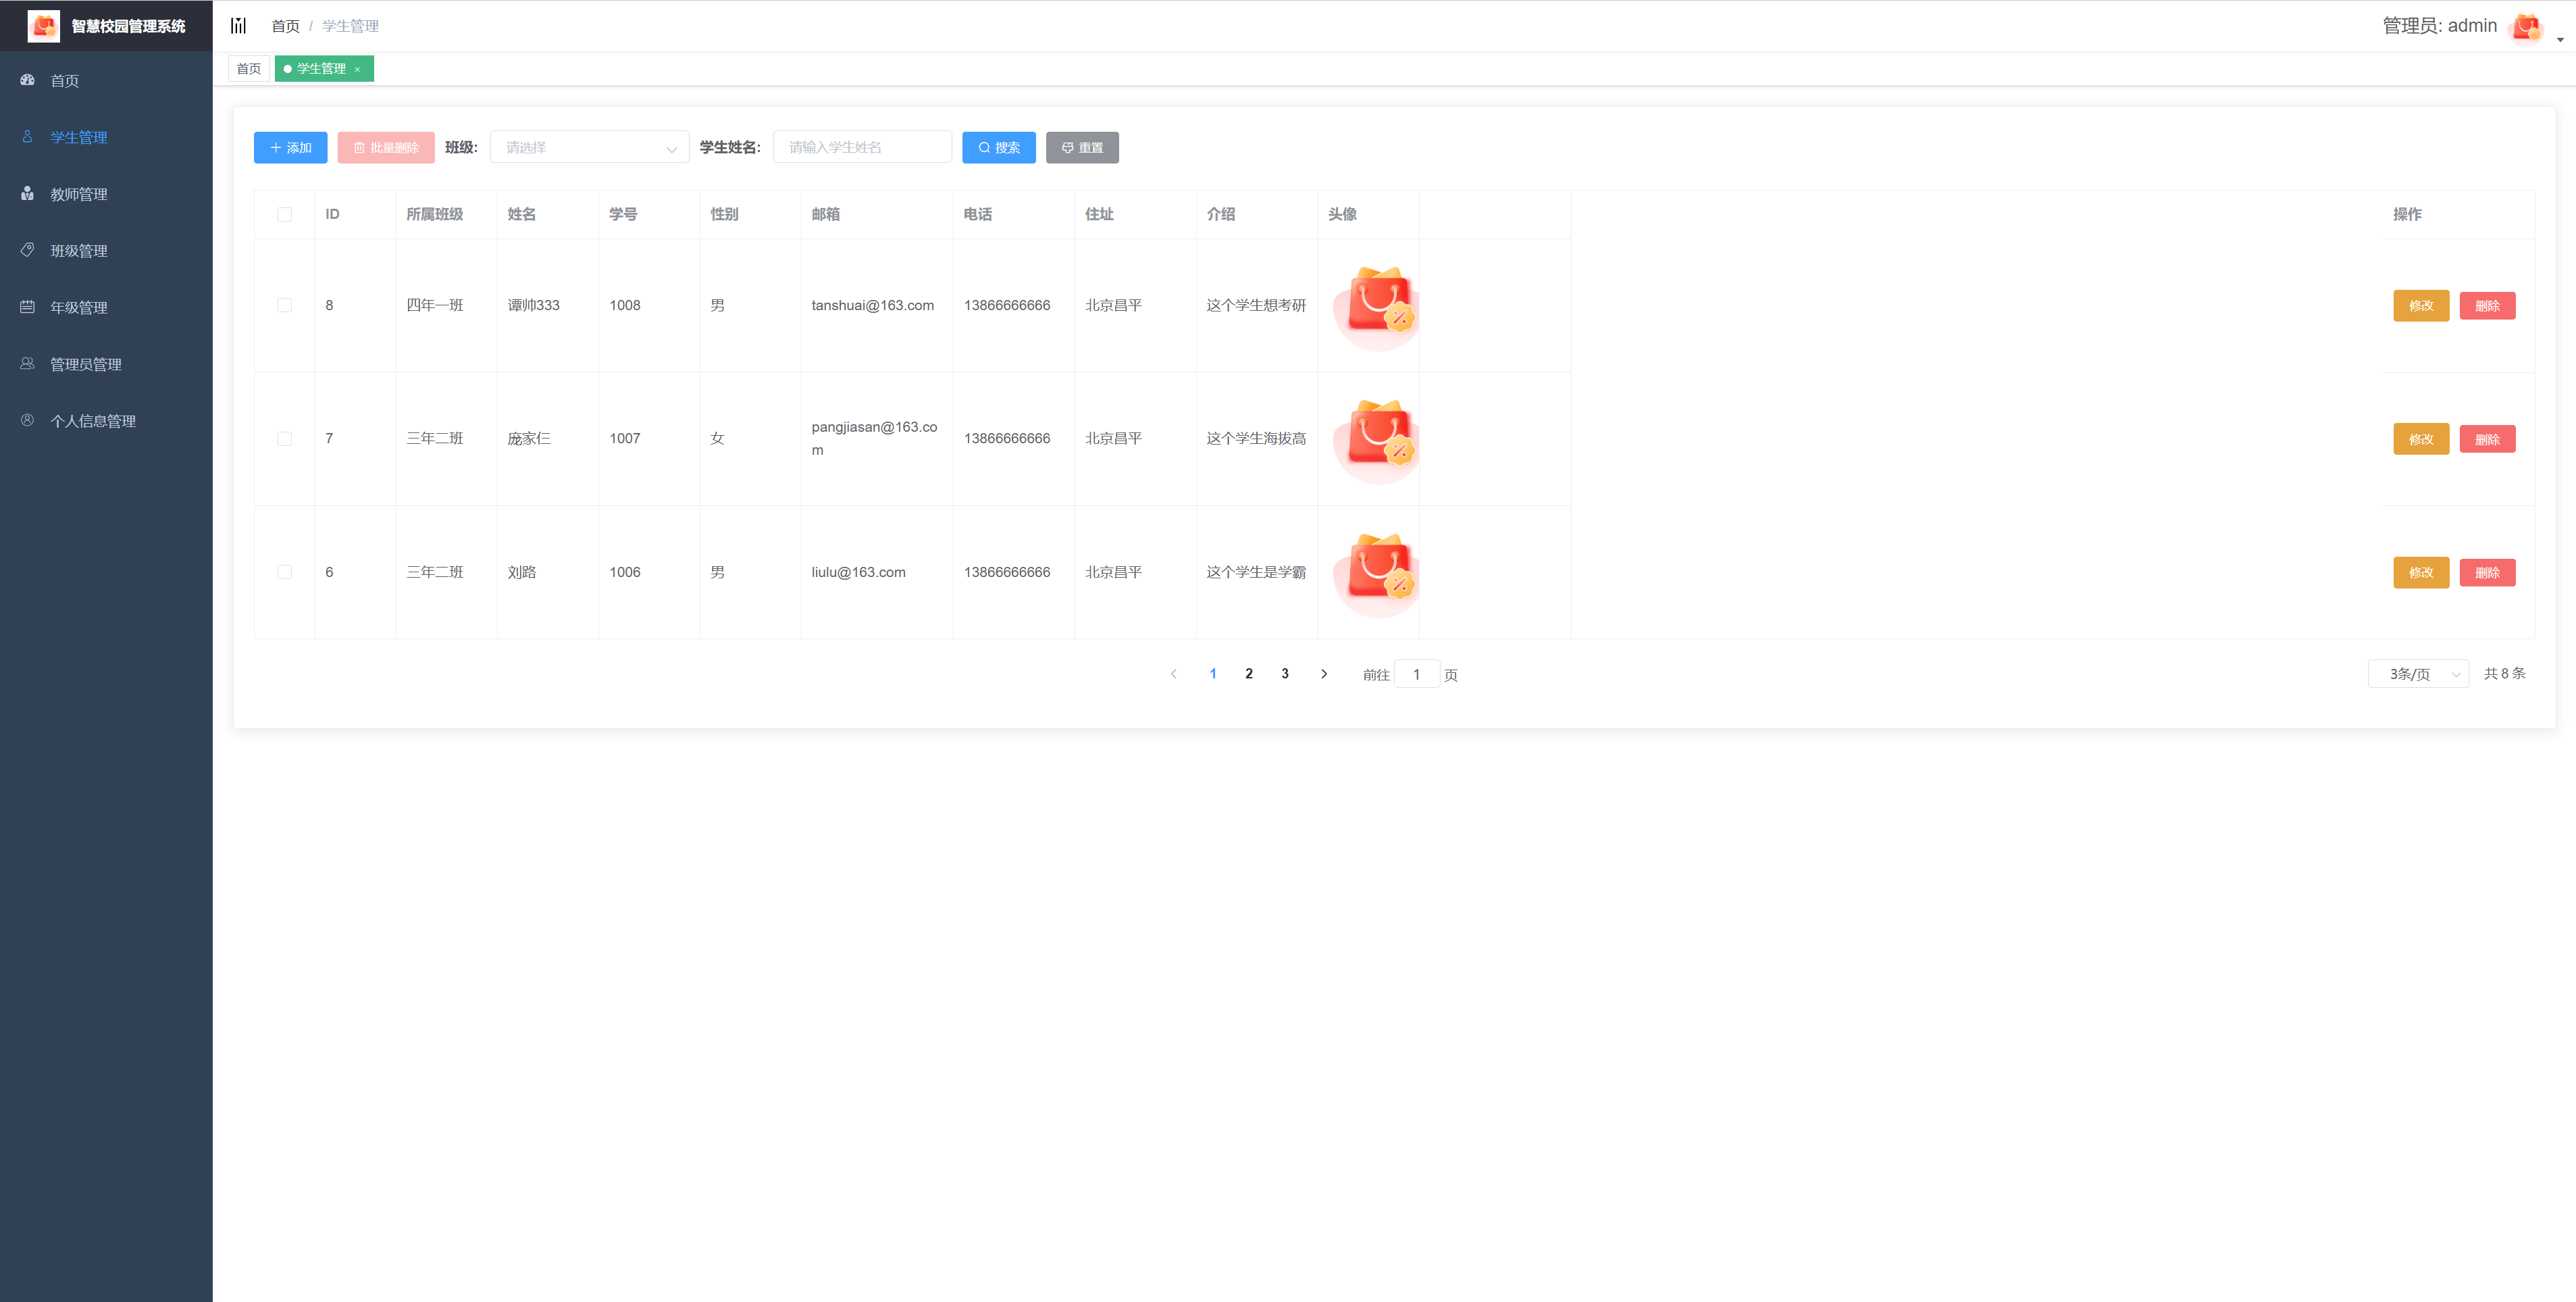 智慧校园管理系统
首页 / 学生管理
管理员: admin
首页
学生管理 ×
首页
学生管理
教师管理
班级管理
年级管理
管理员管理
个人信息管理
添加 批量删除 班级: 请选择 学生姓名: 请输入学生姓名 搜索 重置
ID 所属班级 姓名 学号 性别 邮箱 电话 住址 介绍 头像 操作
8 四年一班 谭帅333 1008 男 tanshuai@163.com 13866666666 北京昌平 这个学生想考研 修改 删除
7 三年二班 庞家仨 1007 女 pangjiasan@163.co
m 13866666666 北京昌平 这个学生海拔高 修改 删除
6 三年二班 刘路 1006 男 liulu@163.com 13866666666 北京昌平 这个学生是学霸 修改 删除
1 2 3 前往 1 页 3条/页 共 8 条